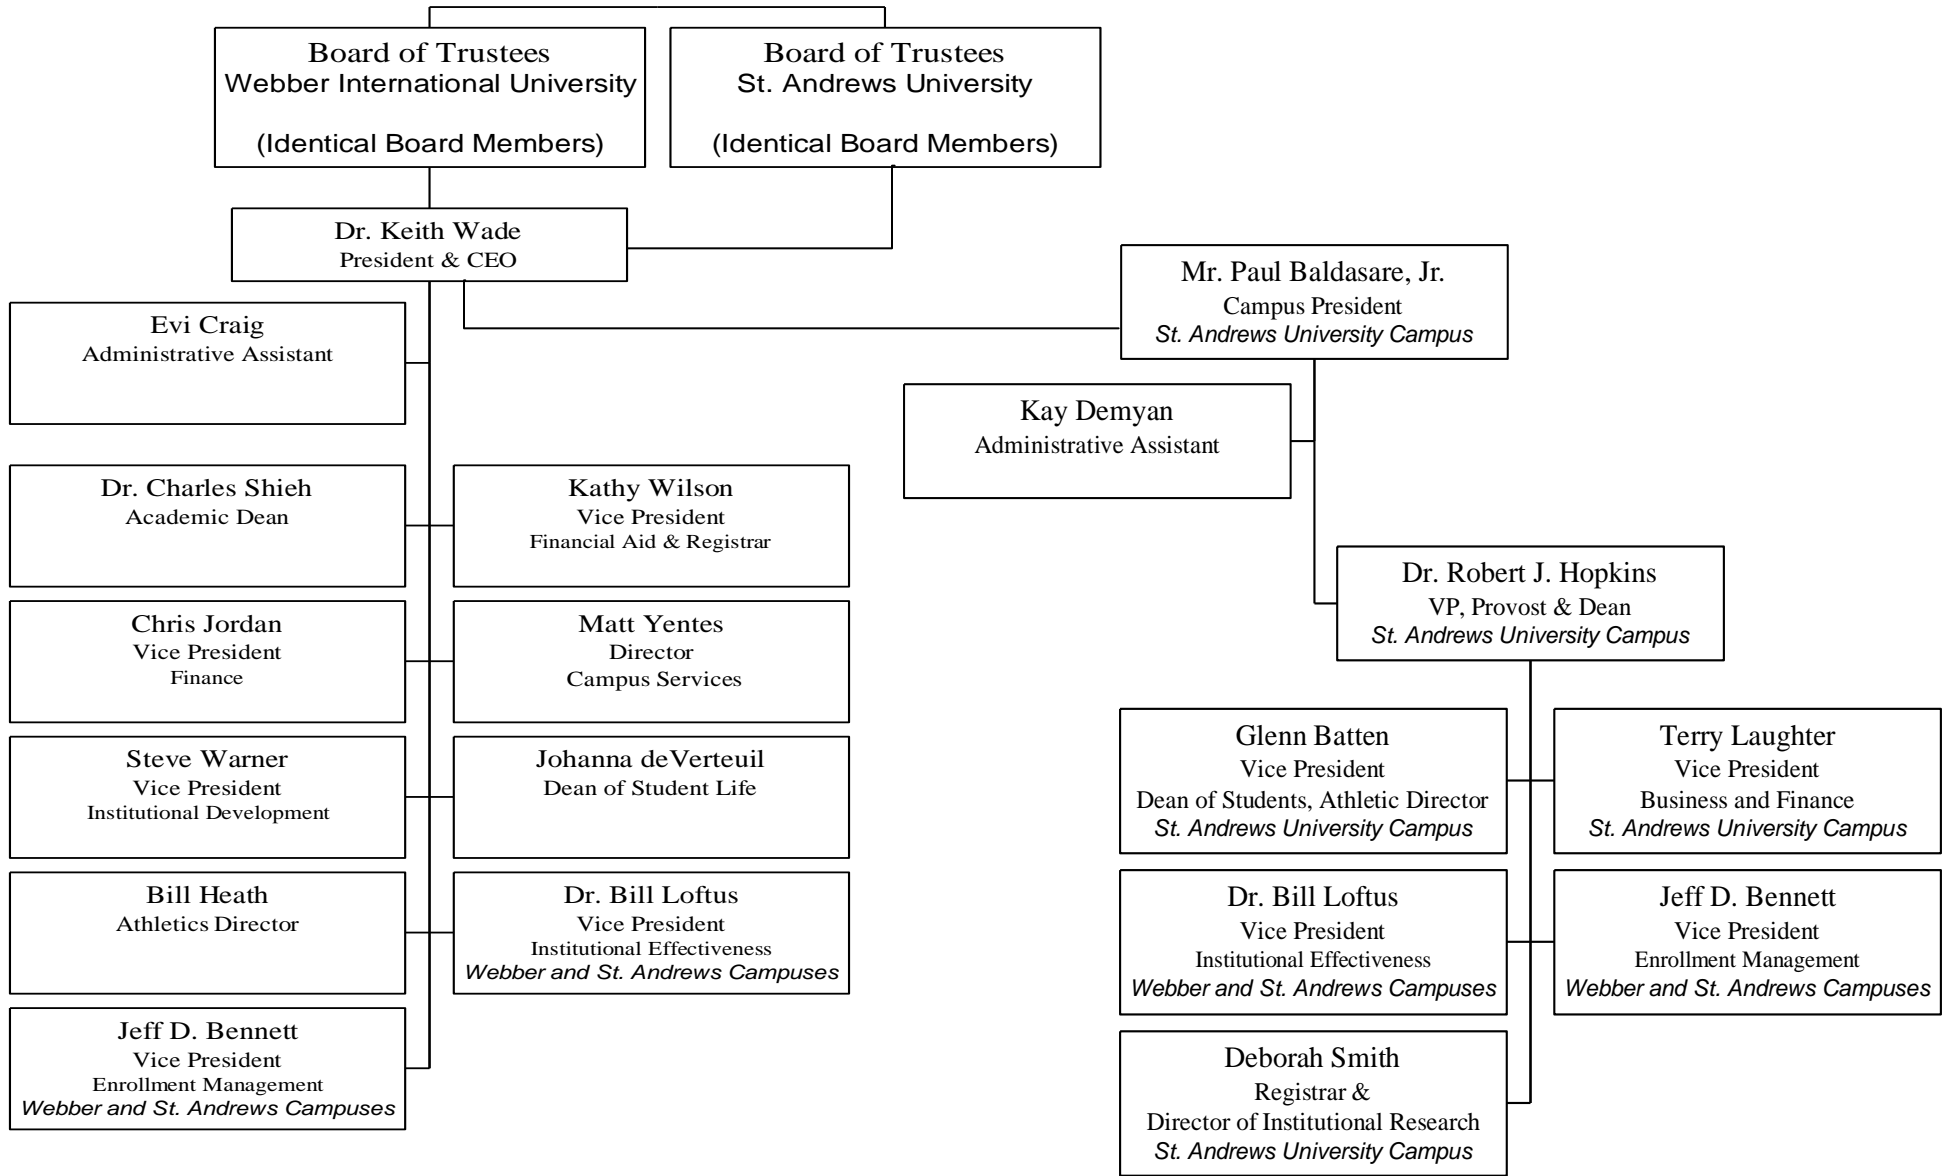 Board of Trustees
Webber International University
(Identical Board Members)
Board of Trustees
St. Andrews University
(Identical Board Members)
Dr. Keith Wade
President & CEO
Mr. Paul Baldasare, Jr.
Campus President
St. Andrews University Campus
Evi Craig
Administrative Assistant
Kay Demyan
Administrative Assistant
Dr. Charles Shieh
Academic Dean
Kathy Wilson
Vice President
Financial Aid & Registrar
Dr. Robert J. Hopkins
VP, Provost & Dean
St. Andrews University Campus
Chris Jordan
Vice President
Finance
Matt Yentes
Director
Campus Services
Steve Warner
Vice President
Institutional Development
Johanna deVerteuil
Dean of Student Life
Glenn Batten
Vice President
Dean of Students, Athletic Director
St. Andrews University Campus
Terry Laughter
Vice President
Business and Finance
St. Andrews University Campus
Bill Heath
Athletics Director
Dr. Bill Loftus
Vice President
Institutional Effectiveness
Webber and St. Andrews Campuses
Dr. Bill Loftus
Vice President
Institutional Effectiveness
Webber and St. Andrews Campuses
Jeff D. Bennett
Vice President
Enrollment Management
Webber and St. Andrews Campuses
Jeff D. Bennett
Vice President
Enrollment Management
Webber and St. Andrews Campuses
Deborah Smith
Registrar &
Director of Institutional Research
St. Andrews University Campus